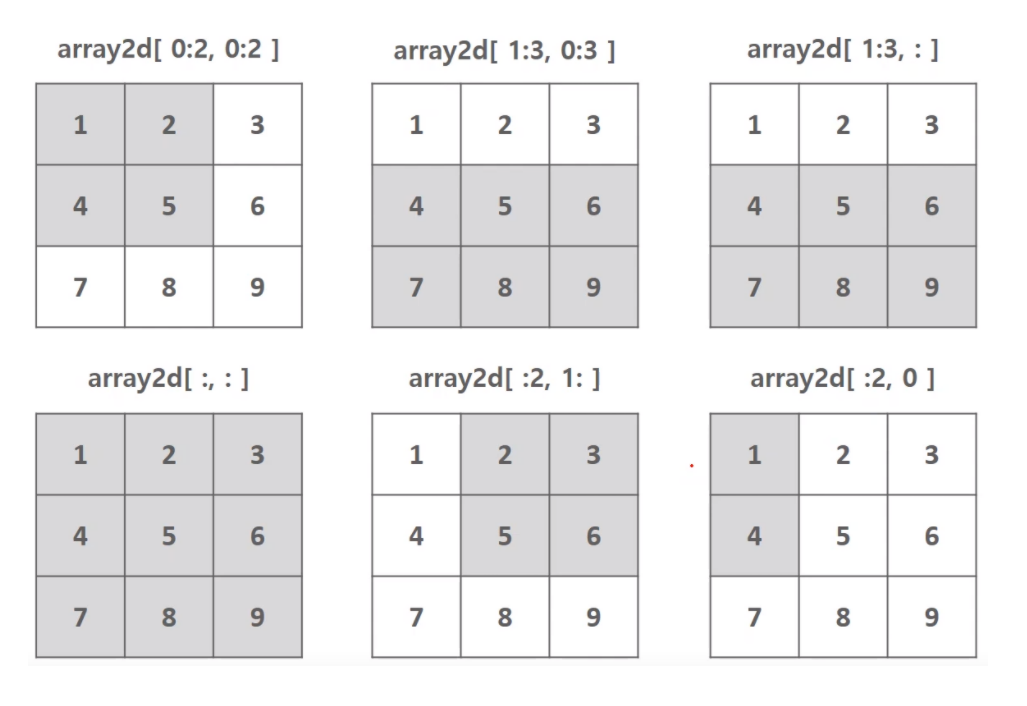 array2d[ 0:2, 0:2 ]
1 2 3
4 5 6
7 8 9
array2d[ 1:3, 0:3 ]
1 2 3
4 5 6
7 8 9
array2d[ 1:3, : ]
1 2 3
4 5 6
7 8 9
array2d[ :, : ]
1 2 3
4 5 6
7 8 9
array2d[ :2, 1: ]
1 2 3
4 5 6
7 8 9
array2d[ :2, 0 ]
1 2 3
4 5 6
7 8 9